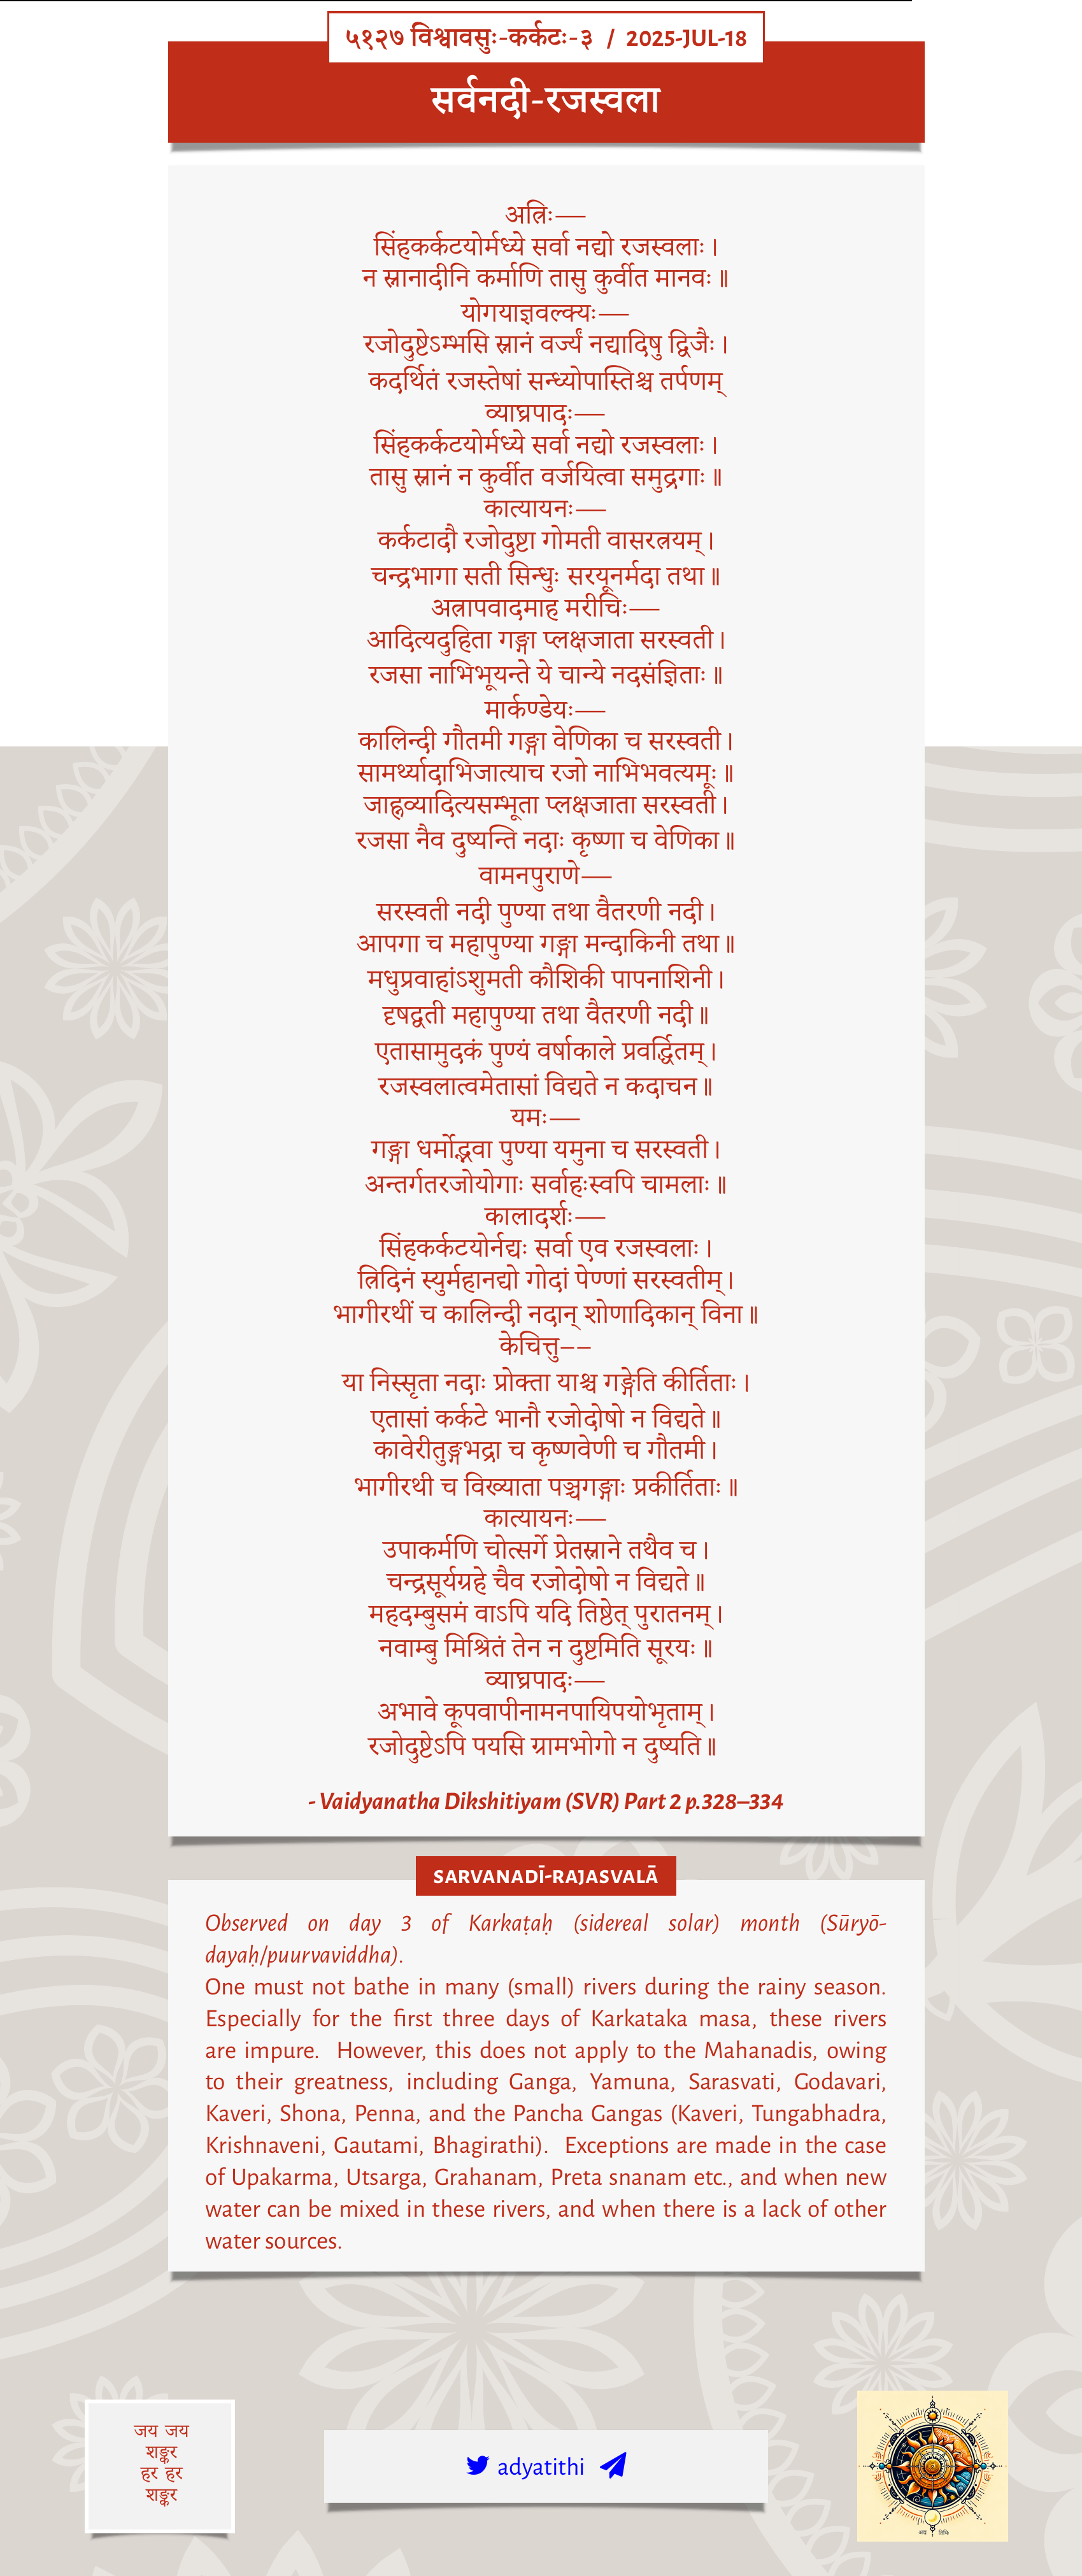 ५१२७ विश्वावसुः-कर्कटः-३ / 2025-JUL-18
सर्वनदी-रजस्वला
अत्रिः—
सिंहकर्कटयोर्मध्ये सर्वा नद्यो रजस्वलाः।
न स्नानादीनि कर्माणि तासु कुर्वीत मानवः॥
योगयाज्ञवल्क्यः—
रजोदुष्टेऽम्भसि स्नानं वर्ज्यं नद्यादिषु द्विजैः।
कदर्थितं रजस्तेषां सन्ध्योपास्तिश्च तर्पणम्
व्याघ्रपादः—
सिंहकर्कटयोर्मध्ये सर्वा नद्यो रजस्वलाः।
तासु स्नानं न कुर्वीत वर्जयित्वा समुद्रगाः॥
कात्यायनः—
कर्कटादौ रजोदुष्टा गोमती वासरत्रयम्।
चन्द्रभागा सती सिन्धुः सरयूनर्मदा तथा॥
अत्रापवादमाह मरीचिः—
आदित्यदुहिता गङ्गा प्लक्षजाता सरस्वती।
रजसा नाभिभूयन्ते ये चान्ये नदसंज्ञिताः॥
मार्कण्डेयः—
कालिन्दी गौतमी गङ्गा वेणिका च सरस्वती।
सामर्थ्यादाभिजात्याच रजो नाभिभवत्यमूः॥
जाह्नव्यादित्यसम्भूता प्लक्षजाता सरस्वती।
रजसा नैव दुष्यन्ति नदाः कृष्णा च वेणिका॥
वामनपुराणे—
सरस्वती नदी पुण्या तथा वैतरणी नदी।
आपगा च महापुण्या गङ्गा मन्दाकिनी तथा॥
मधुप्रवाहांऽशुमती कौशिकी पापनाशिनी।
दृषद्वती महापुण्या तथा वैतरणी नदी॥
एतासामुदकं पुण्यं वर्षाकाले प्रवर्द्धितम्।
रजस्वलात्वमेतासां विद्यते न कदाचन॥
यमः—
गङ्गा धर्मोद्भवा पुण्या यमुना च सरस्वती।
अन्तर्गतरजोयोगाः सर्वाहःस्वपि चामलाः॥
कालादर्शः—
सिंहकर्कटयोर्नद्यः सर्वा एव रजस्वलाः।
त्रिदिनं स्युर्महानद्यो गोदां पेण्णां सरस्वतीम्।
भागीरथीं च कालिन्दी नदान् शोणादिकान् विना॥
केचित्तु––
या निस्सृता नदाः प्रोक्ता याश्च गङ्गेति कीर्तिताः।
एतासां कर्कटे भानौ रजोदोषो न विद्यते॥
कावेरीतुङ्गभद्रा च कृष्णवेणी च गौतमी।
भागीरथी च विख्याता पञ्चगङ्गाः प्रकीर्तिताः॥
कात्यायनः—
उपाकर्मणि चोत्सर्गे प्रेतस्नाने तथैव च।
चन्द्रसूर्यग्रहे चैव रजोदोषो न विद्यते॥
महदम्बुसमं वाऽपि यदि तिष्ठेत् पुरातनम्।
नवाम्बु मिश्रितं तेन न दुष्टमिति सूरयः॥
व्याघ्रपादः—
अभावे कूपवापीनामनपायिपयोभृताम्।
रजोदुष्टेऽपि पयसि ग्रामभोगो न दुष्यति॥
- Vaidyanatha Dikshitiyam (SVR) Part 2 p.328–334
SARVANADĪ-RAJASVALĀ
Observed on day 3 of Karkaṭaḥ (sidereal solar) month (Sūryō-
dayaḥ/puurvaviddha).
One must not bathe in many (small) rivers during the rainy season.
Especially for the first three days of Karkataka masa, these rivers
are impure. However, this does not apply to the Mahanadis, owing
to their greatness, including Ganga, Yamuna, Sarasvati, Godavari,
Kaveri, Shona, Penna, and the Pancha Gangas (Kaveri, Tungabhadra,
Krishnaveni, Gautami, Bhagirathi). Exceptions are made in the case
of Upakarma, Utsarga, Grahanam, Preta snanam etc., and when new
water can be mixed in these rivers, and when there is a lack of other
water sources.
जय जय
शङ्कर
हर हर
शङ्कर
adyatithi